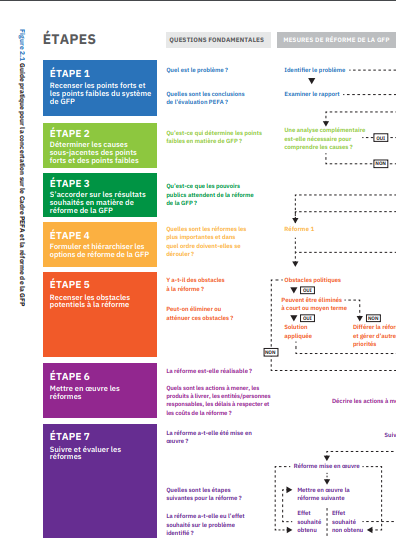 Figure 2.1 Guide pratique pour la concertation sur le Cadre PEFA et la réforme de la GFP
ÉTAPES
QUESTIONS FONDAMENTALES
MESURES DE RÉFORME DE LA GFP
ÉTAPE 1
Recenser les points forts et
les points faibles du système
de GFP
Quel est le problème ?
Identifier le problème
Quelles sont les conclusions
de l'évaluation PEFA ?
Examiner le rapport
ÉTAPE 2
Déterminer les causes
sous-jacentes des points
forts et des points faibles
Qu'est-ce qui détermine les points
faibles en matière de GFP ?
Une analyse complémentaire
est-elle nécessaire pour
comprendre les causes ?
OUI
NON
ÉTAPE 3
S'accorder sur les résultats
souhaités en matière de
réforme de la GFP
Qu'est-ce que les pouvoirs
publics attendent de la réforme
de la GFP ?
ÉTAPE 4
Formuler et hiérarchiser les
options de réforme de la GFP
Quelles sont les réformes les
plus importantes et dans
quel ordre doivent-elles se
dérouler ?
Réforme 1
ÉTAPE 5
Recenser les obstacles
potentiels à la réforme
Y a-t-il des obstacles
à la réforme ?
Obstacles politiques
OUI
Peut-on éliminer ou
atténuer ces obstacles ?
Peuvent être éliminés
à court ou moyen terme
OUI
NON
Solution
appliquée
Différer la réfor
et gérer d'autre
priorités
NON
ÉTAPE 6
Mettre en œuvre les
réformes
La réforme est-elle réalisable ?
Quels sont les actions à mener, les
produits à livrer, les entités/personnes
responsables, les délais à respecter et
les coûts de la réforme ?
Décrire les actions à me
ÉTAPE 7
Suivre et évaluer les
réformes
La réforme a-t-elle été mise en
œuvre ?
Suiv
Réforme mise en œuvre
Quelles sont les étapes
suivantes pour la réforme ?
Mettre en œuvre la
réforme suivante
La réforme a-t-elle eu l'effet
souhaité sur le problème
identifié ?
Effet
souhaité
obtenu
Effet
souhaité
non obtenu